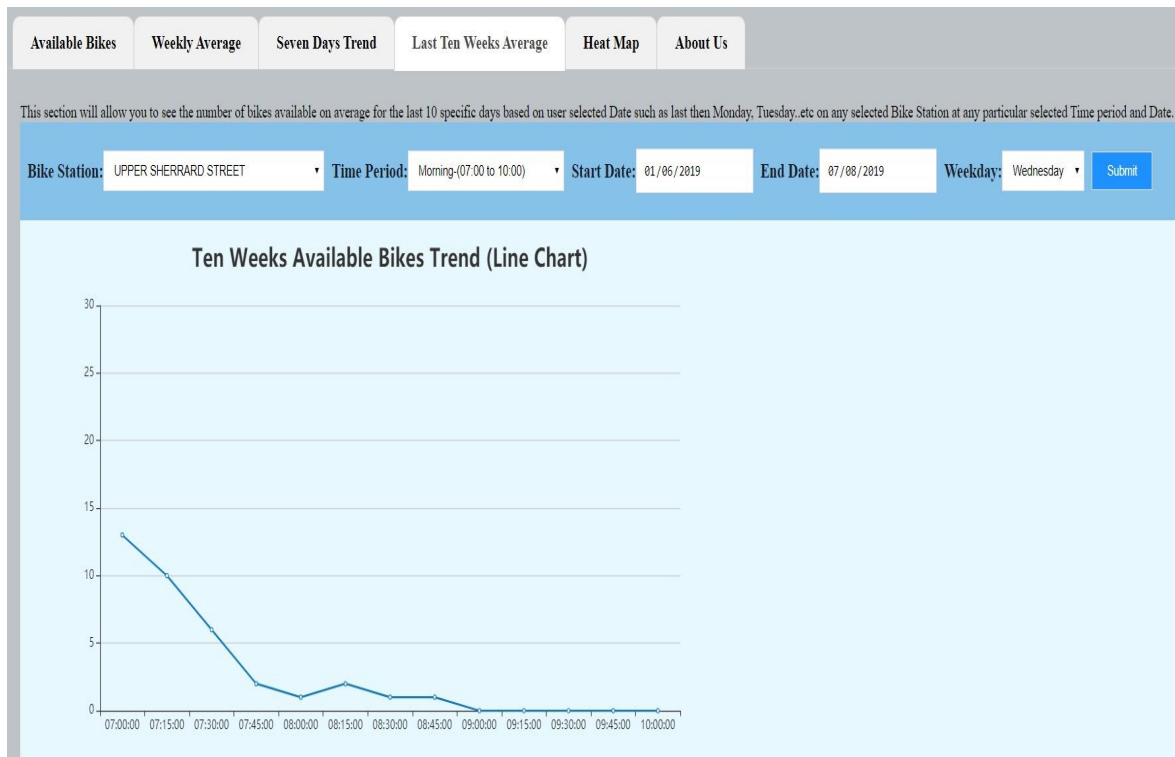 Available Bikes Weekly Average Seven Days Trend Last Ten Weeks Average Heat Map About Us
This section will allow you to see the number of bikes available on average for the last 10 specific days based on user selected Date such as last then Monday, Tuesday..etc on any selected Bike Station at any particular selected Time period and Date.
Bike Station: UPPER SHERRARD STREET Time Period: Morning-(07:00 to 10:00) Start Date: 01/06/2019 End Date: 07/08/2019 Weekday: Wednesday Submit
Ten Weeks Available Bikes Trend (Line Chart)
30
25
20
15
10
5
0
07:00:00 07:15:00 07:30:00 07:45:00 08:00:00 08:15:00 08:30:00 08:45:00 09:00:00 09:15:00 09:30:00 09:45:00 10:00:00